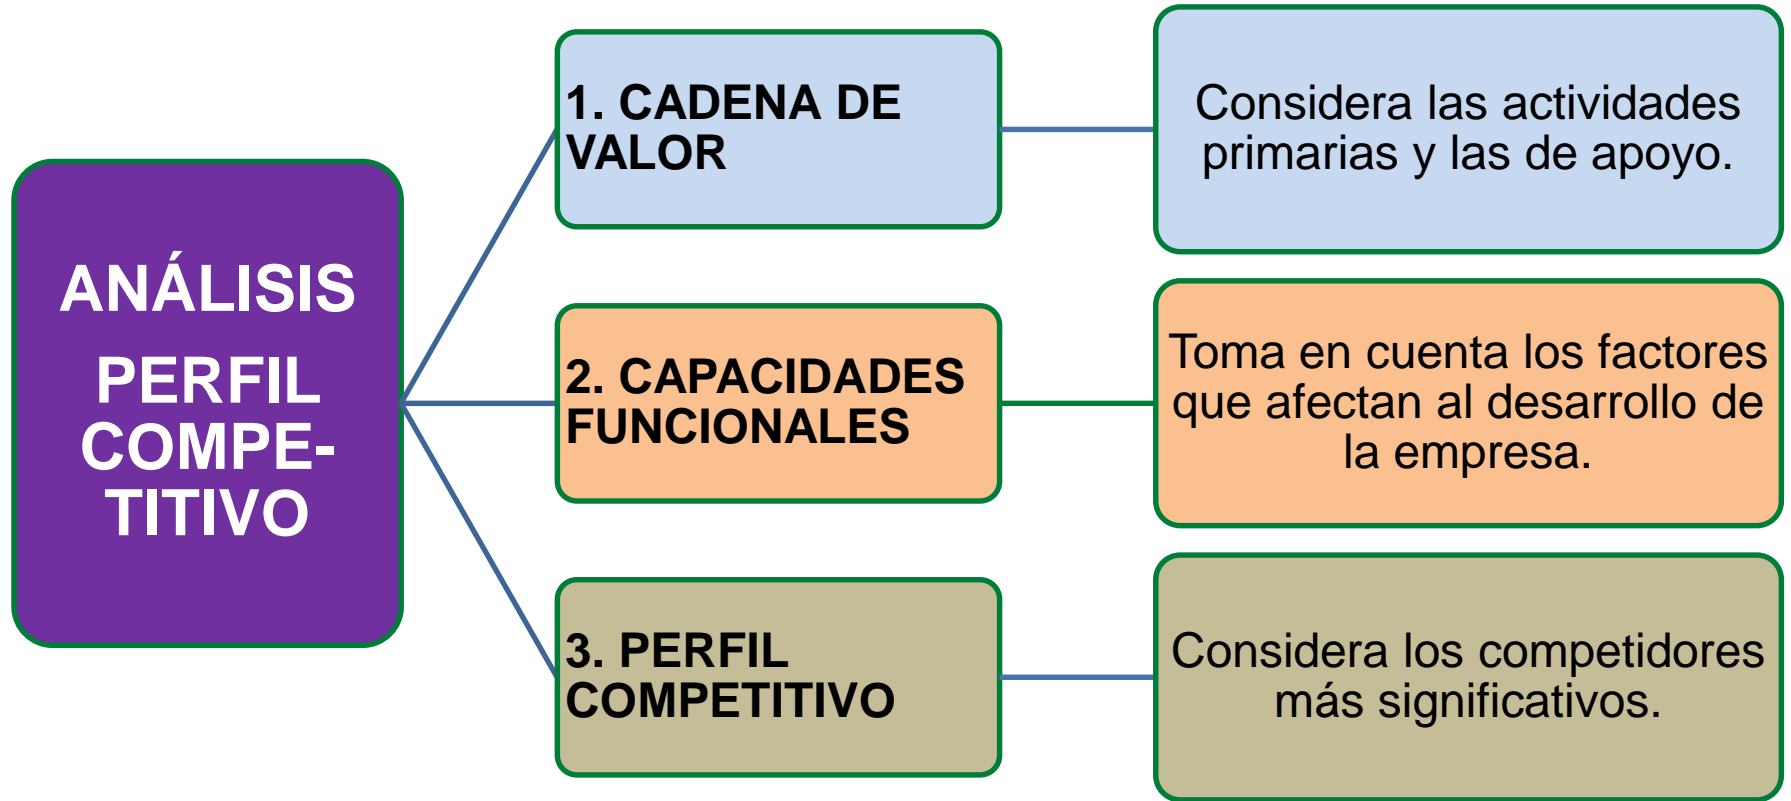 ANÁLISIS
PERFIL
COMPE-
TITIVO
1. CADENA DE
VALOR
Considera las actividades
primarias y las de apoyo.
2. CAPACIDADES
FUNCIONALES
Toma en cuenta los factores
que afectan al desarrollo de
la empresa.
3. PERFIL
COMPETITIVO
Considera los competidores
más significativos.